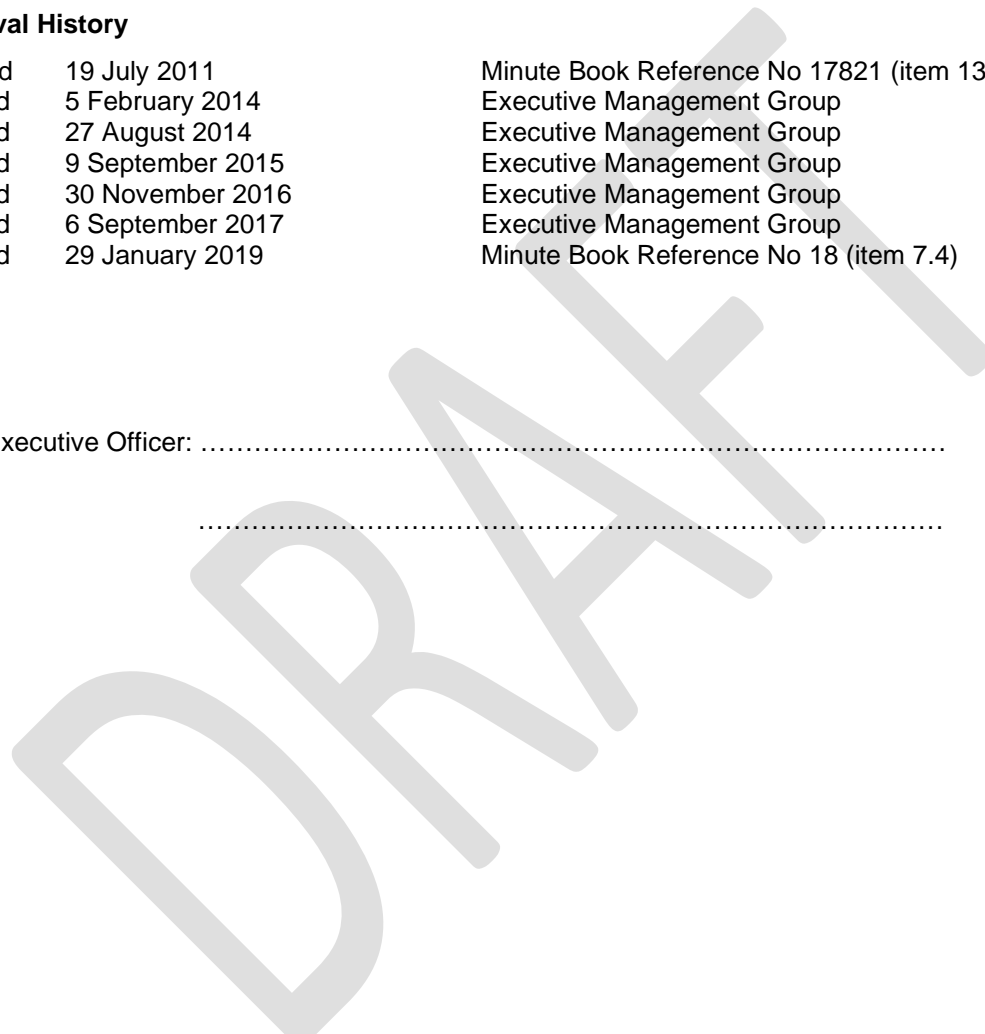 val History
d 19 July 2011 Minute Book Reference No 17821 (item 13
d 5 February 2014 Executive Management Group
d 27 August 2014 Executive Management Group
d 9 September 2015 Executive Management Group
d 30 November 2016 Executive Management Group
d 6 September 2017 Executive Management Group
d 29 January 2019 Minute Book Reference No 18 (item 7.4)
xecutive Officer: ……………………………………………………………………
……………………………………………………………………
DRAFT